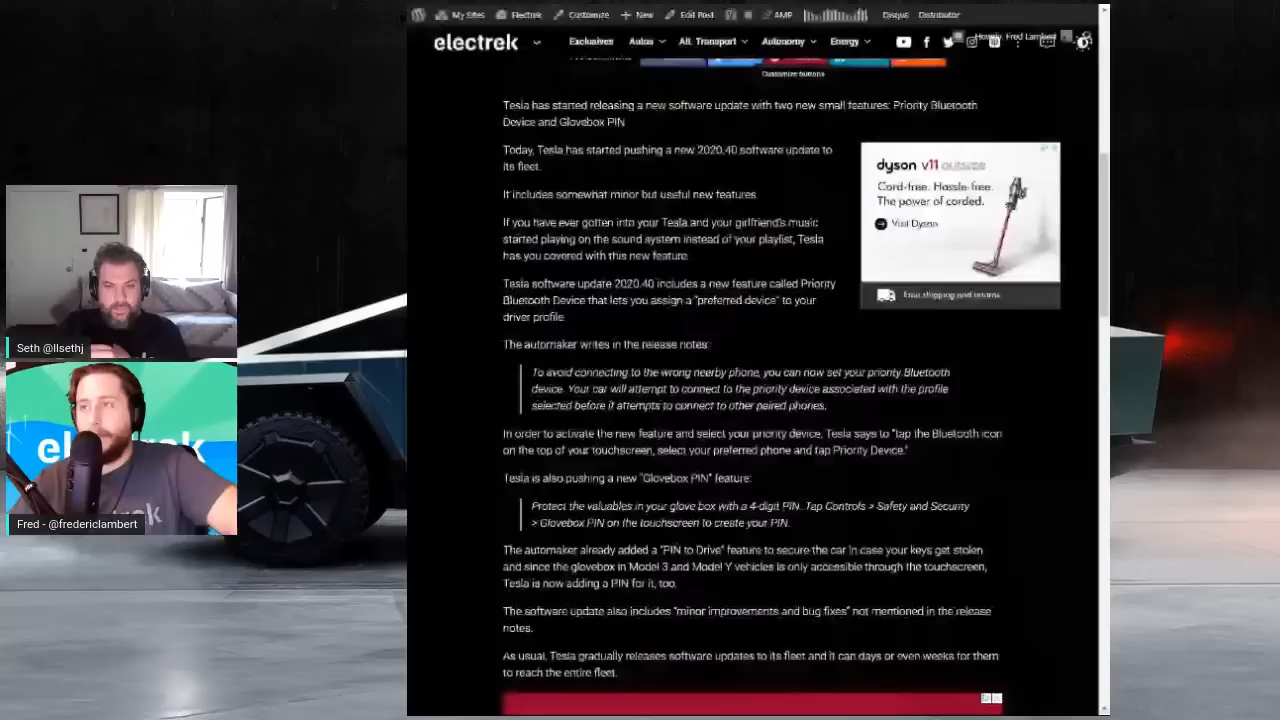 My Sites Electrek Customize New Edit Post AMP Disqus Distributor
electrek Exclusives Autos Alt. Transport Autonomy Energy
Howdy, Fred Lambert
Customize buttons
Tesla has started releasing a new software update with two new small features: Priority Bluetooth
Device and Glovebox PIN
Today, Tesla has started pushing a new 2020.40 software update to
its fleet.
It includes somewhat minor but useful new features.
If you have ever gotten into your Tesla and your girlfriend's music
started playing on the sound system instead of your playlist, Tesla
has you covered with this new feature.
Tesla software update 2020.40 includes a new feature called Priority
Bluetooth Device that lets you assign a "preferred device" to your
driver profile.
The automaker writes in the release notes:
To avoid connecting to the wrong nearby phone, you can now set your priority Bluetooth
device. Your car will attempt to connect to the priority device associated with the profile
selected before it attempts to connect to other paired phones.
In order to activate the new feature and select your priority device, Tesla says to "tap the Bluetooth icon
on the top of your touchscreen, select your preferred phone and tap Priority Device."
Tesla is also pushing a new "Glovebox PIN" feature:
Protect the valuables in your glove box with a 4-digit PIN. Tap Controls > Safety and Security
> Glovebox PIN on the touchscreen to create your PIN.
The automaker already added a "PIN to Drive" feature to secure the car in case your keys get stolen
and since the glovebox in Model 3 and Model Y vehicles is only accessible through the touchscreen,
Tesla is now adding a PIN for it, too.
The software update also includes "minor improvements and bug fixes" not mentioned in the release
notes.
As usual, Tesla gradually releases software updates to its fleet and it can days or even weeks for them
to reach the entire fleet.
dyson v11 outsize
Cord-free. Hassle-free.
The power of corded.
Visit Dyson
Free shipping and returns
Seth @llsethj
Fred - @fredericlambert